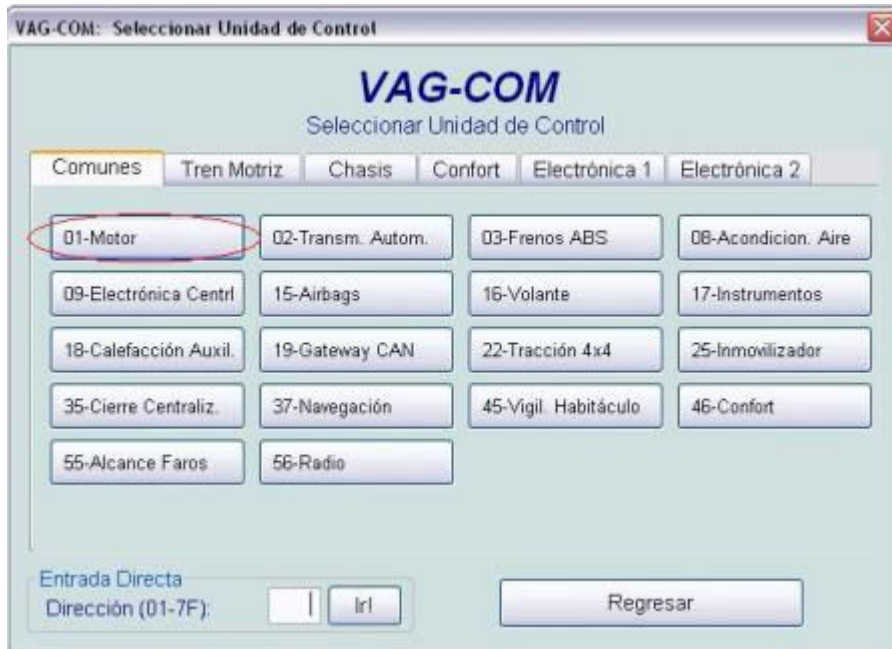 VAG-COM: Seleccionar Unidad de Control
VAG-COM
Seleccionar Unidad de Control
Comunes Tren Motriz Chasis Confort Electrónica 1 Electrónica 2
01-Motor 02-Transm. Autom. 03-Frenos ABS 08-Acondicion. Aire
09-Electrónica Centrl 15-Airbags 16-Volante 17-Instrumentos
18-Calefacción Auxil. 19-Gateway CAN 22-Tracción 4x4 25-Inmovilizador
35-Cierre Centraliz. 37-Navegación 45-Vigil. Habitáculo 46-Confort
55-Alcance Faros 56-Radio
Entrada Directa
Dirección (01-7F): Ir! Regresar